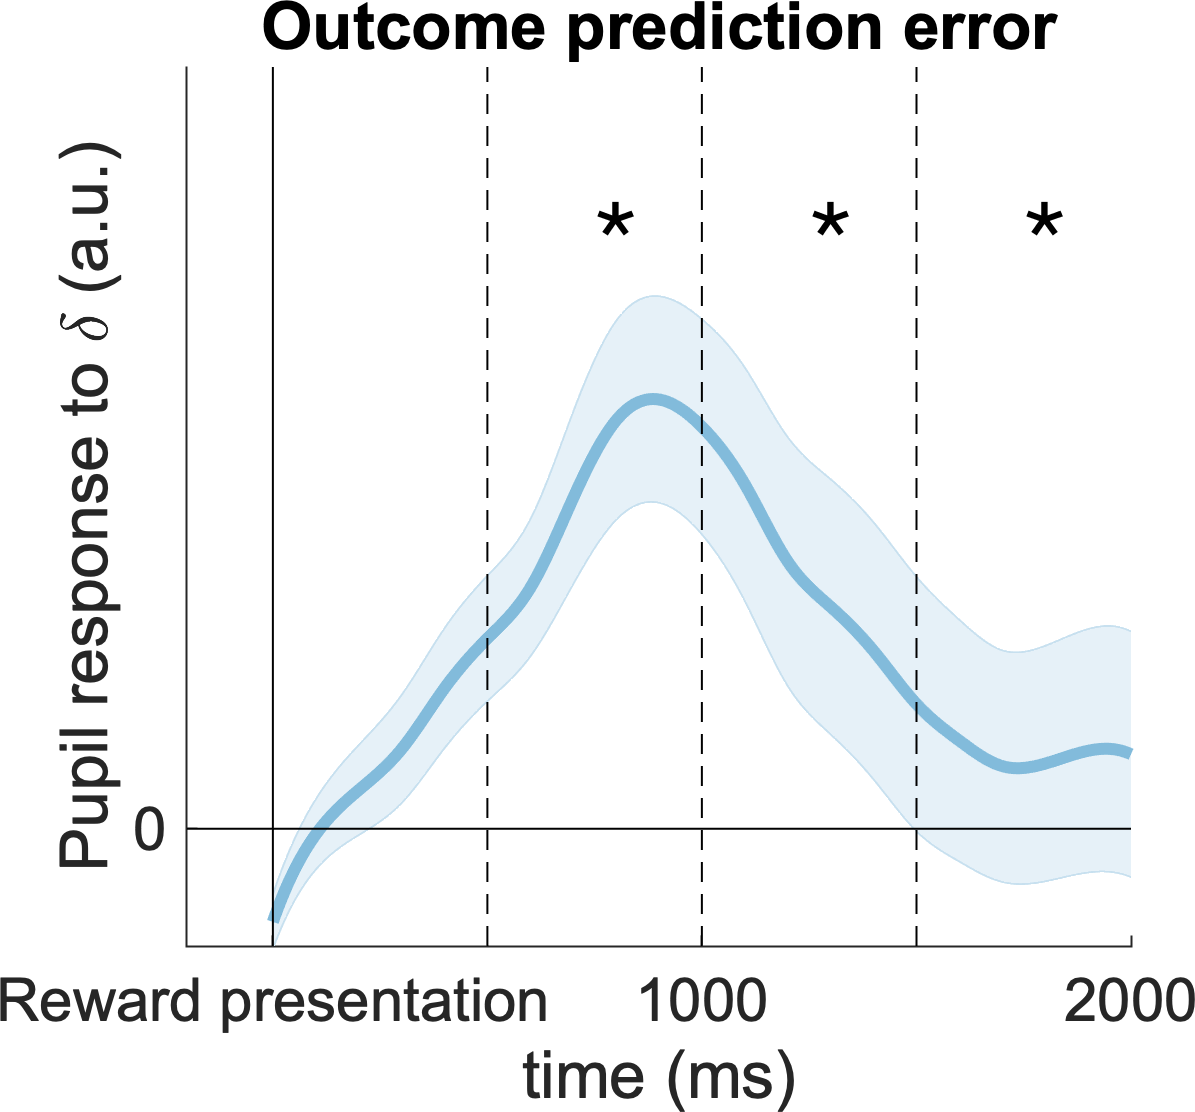 Outcome prediction error
Pupil response to δ (a.u.)
* * *
0
Reward presentation 1000 2000
time (ms)